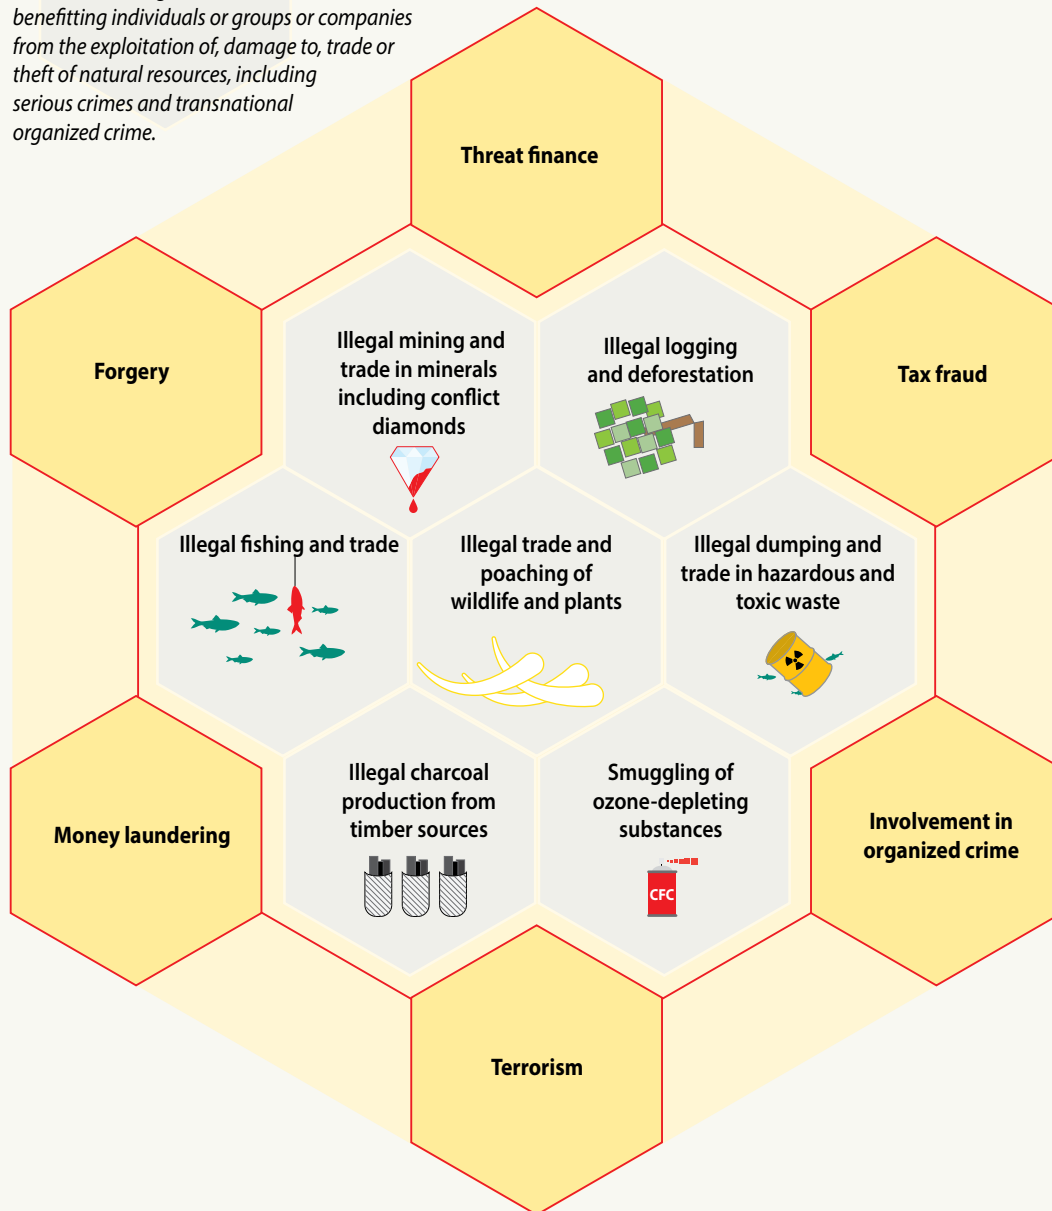 benefitting individuals or groups or companies
from the exploitation of, damage to, trade or
theft of natural resources, including
serious crimes and transnational
organized crime.
Threat finance
Forgery
Illegal mining and
trade in minerals
including conflict
diamonds
Illegal logging
and deforestation
Tax fraud
Illegal fishing and trade
Illegal trade and
poaching of
wildlife and plants
Illegal dumping and
trade in hazardous and
toxic waste
Money laundering
Illegal charcoal
production from
timber sources
Smuggling of
ozone-depleting
substances
CFC
Involvement in
organized crime
Terrorism